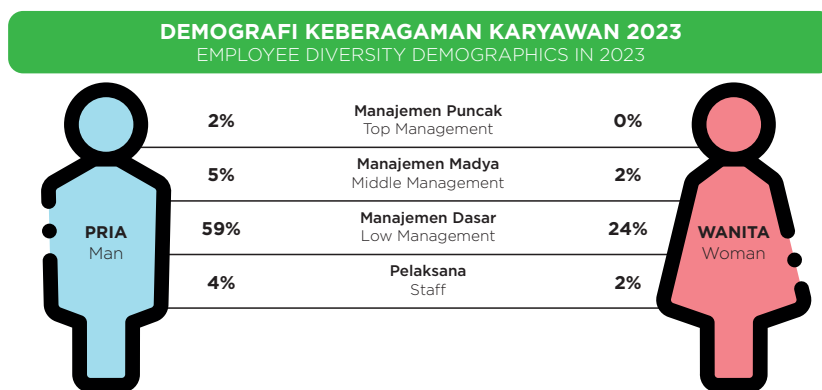 DEMOGRAFI KEBERAGAMAN KARYAWAN 2023
EMPLOYEE DIVERSITY DEMOGRAPHICS IN 2023
2% Manajemen Puncak 0%
Top Management
5% Manajemen Madya 2%
Middle Management
PRIA 59% Manajemen Dasar 24% WANITA
Man Low Management Woman
4% Pelaksana 2%
Staff